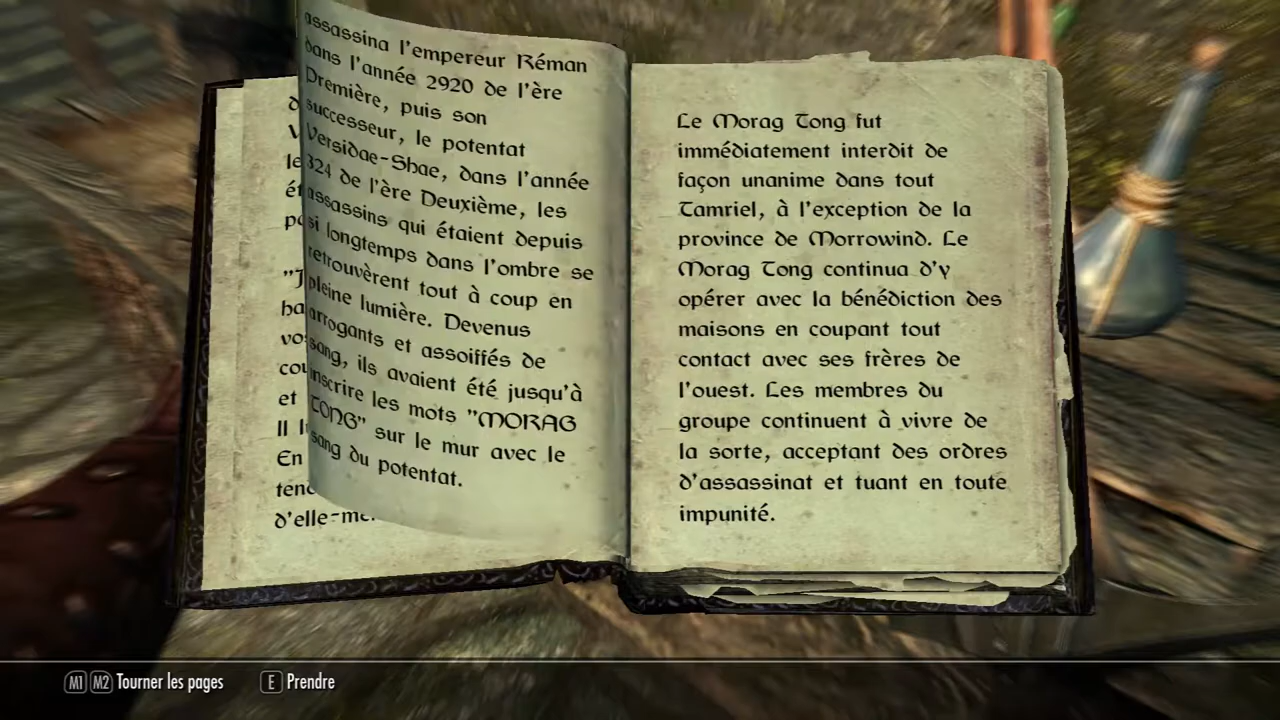 assassina l'empereur Réman
dans l'année 2920 de l'ère
Première, puis son
successeur, le potentat
Versidae-Shae, dans l'année
324 de l'ère Deuxième, les
assassins qui étaient depuis
si longtemps dans l'ombre se
retrouvèrent tout à coup en
pleine lumière. Devenus
arrogants et assoiffés de
sang, ils avaient été jusqu'à
inscrire les mots "MORAG
TONG" sur le mur avec le
sang du potentat.
et
Il
En
d'elle-mê
Le Morag Tong fut
immédiatement interdit de
façon unanime dans tout
Tamriel, à l'exception de la
province de Morrowind. Le
Morag Tong continua d'y
opérer avec la bénédiction des
maisons en coupant tout
contact avec ses frères de
l'ouest. Les membres du
groupe continuent à vivre de
la sorte, acceptant des ordres
d'assassinat et tuant en toute
impunité.
M1 M2 Tourner les pages
E Prendre